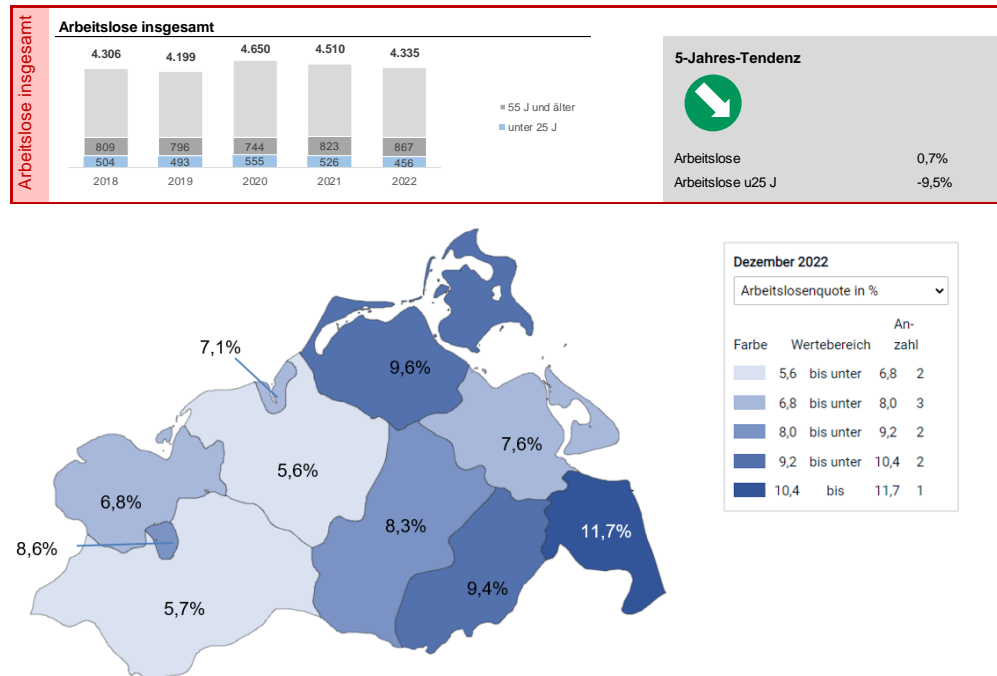 Arbeitslose insgesamt
Arbeitslose insgesamt
4.306 4.199 4.650 4.510 4.335
809 796 744 823 867
504 493 555 526 456
2018 2019 2020 2021 2022
55 J und älter
unter 25 J
5-Jahres-Tendenz
Arbeitslose 0,7%
Arbeitslose u25 J -9,5%
7,1%
9,6%
7,6%
5,6%
6,8%
8,3%
11,7%
8,6%
9,4%
5,7%
Dezember 2022
Arbeitslosenquote in %
An-
Farbe Wertebereich zahl
5,6 bis unter 6,8 2
6,8 bis unter 8,0 3
8,0 bis unter 9,2 2
9,2 bis unter 10,4 2
10,4 bis 11,7 1